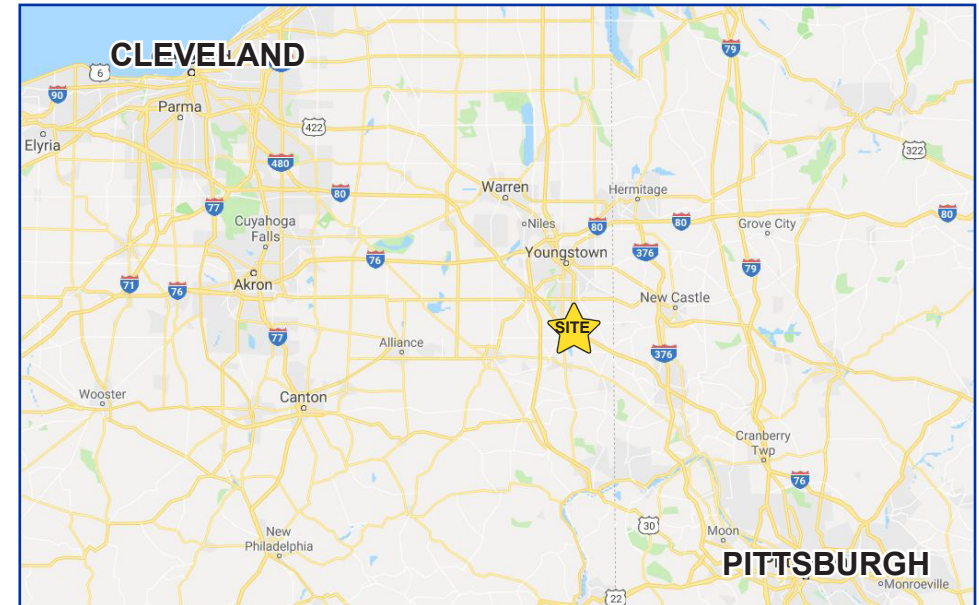 CLEVELAND
79
6
90
Parma
422
322
Elyria
480
Warren
Hermitage
80
77
80
Cuyahoga
Falls
Niles
80
80
Grove City
Youngstown
376
76
79
71
76
Akron
New Castle
SITE
77
Alliance
376
Wooster
Canton
Cranberry
Twp
76
30
Moon
New
Philadelphia
PITTSBURGH
Monroeville
22